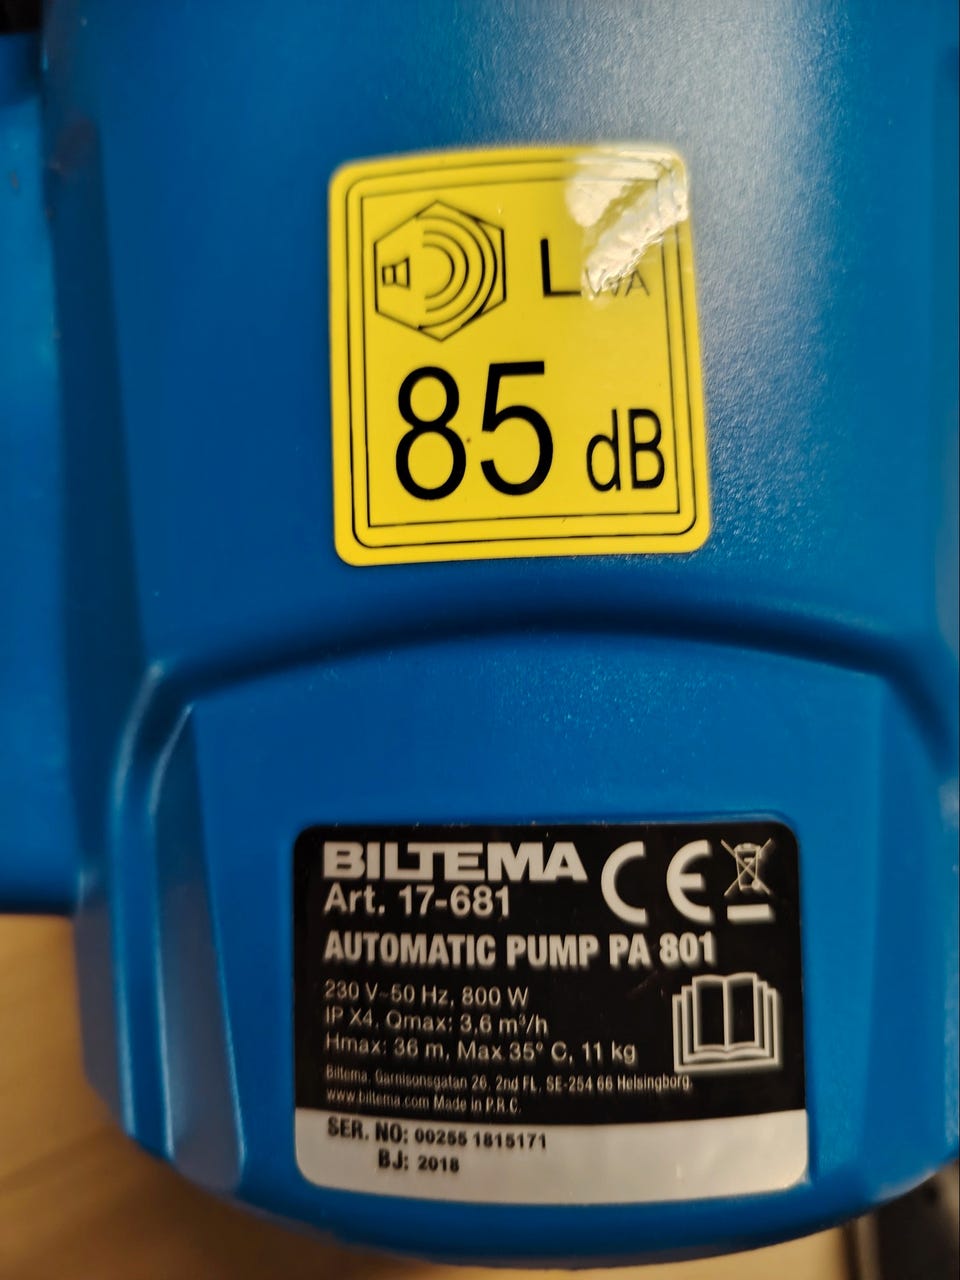 LWA
85 dB
BILTEMA
CE
Art. 17-681
AUTOMATIC PUMP PA 801
230 V~50 Hz, 800 W
IP X4, Qmax: 3,6 m³/h
Hmax: 36 m, Max 35° C, 11 kg
Biltema, Garnisonsgatan 26, 2nd FL, SE-254 66 Helsingborg,
www.biltema.com Made in P.R.C.
SER. NO: 00255 1815171
BJ: 2018